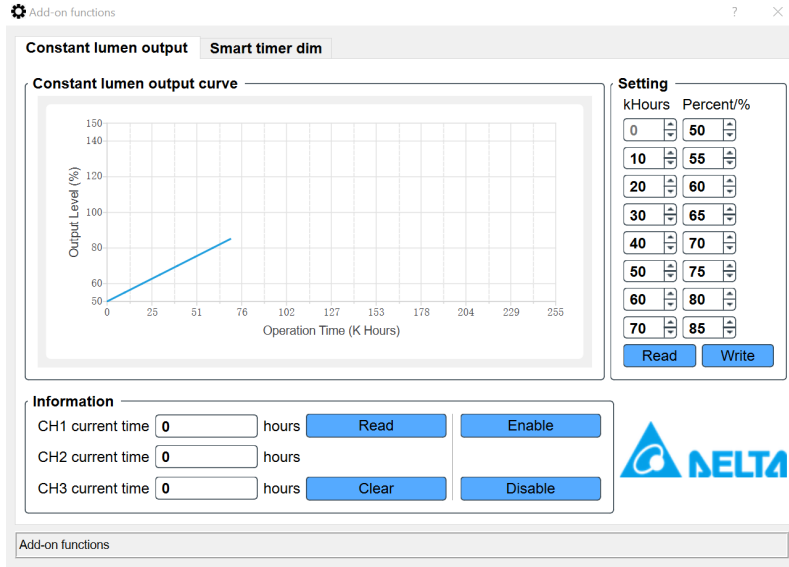 Add-on functions
Constant lumen output
Smart timer dim
Constant lumen output curve
150
140
120
100
80
60
50
Output Level (%)
0 25 51 76 102 127 153 178 204 229 255
Operation Time (K Hours)
Setting
kHours Percent/%
0 50
10 55
20 60
30 65
40 70
50 75
60 80
70 85
Read Write
Information
CH1 current time 0 hours Read Enable
CH2 current time 0 hours
CH3 current time 0 hours Clear Disable
DELTA
Add-on functions